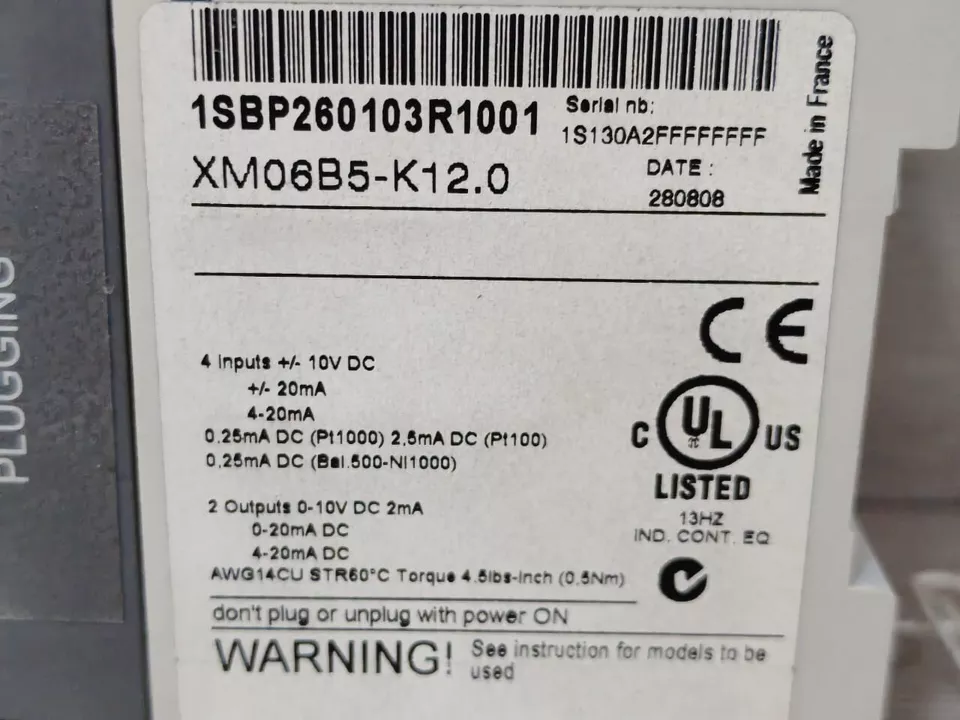 1SBP260103R1001
Serial nb:
1S130A2FFFFFFFF
XM06B5-K12.0
DATE :
280808
Made in France
PLUGGING
CE
4 Inputs +/- 10V DC
+/- 20mA
4-20mA
0,25mA DC (Pt1000) 2,5mA DC (Pt100)
0,25mA DC (Bal.500-NI1000)
C UL US
LISTED
13HZ
IND. CONT. EQ
2 Outputs 0-10V DC 2mA
0-20mA DC
4-20mA DC
AWG14CU STR60°C Torque 4.5lbs-inch (0.5Nm)
don't plug or unplug with power ON
WARNING! See instruction for models to be
used